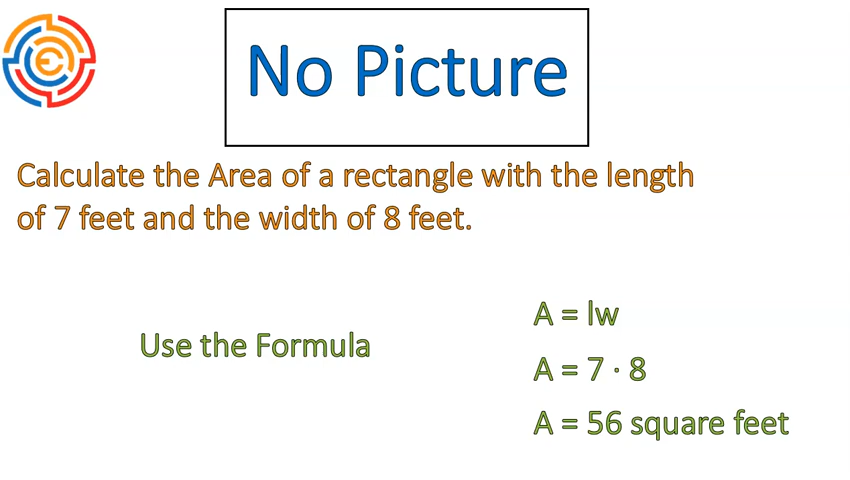 No Picture
Calculate the Area of a rectangle with the length
of 7 feet and the width of 8 feet.
Use the Formula
A = lw
A = 7 · 8
A = 56 square feet